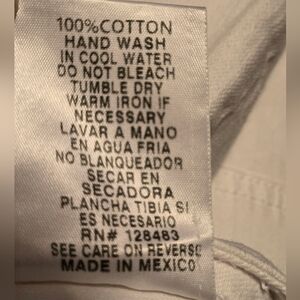 100% COTTON
HAND WASH
IN COOL WATER
DO NOT BLEACH
TUMBLE DRY
WARM IRON IF
NECESSARY
LAVAR A MANO
EN AGUA FRIA
NO BLANQUEADOR
SECAR EN
SECADORA
PLANCHA TIBIA SI
ES NECESARIO
RN# 128483
SEE CARE ON REVERSE
MADE IN MEXICO